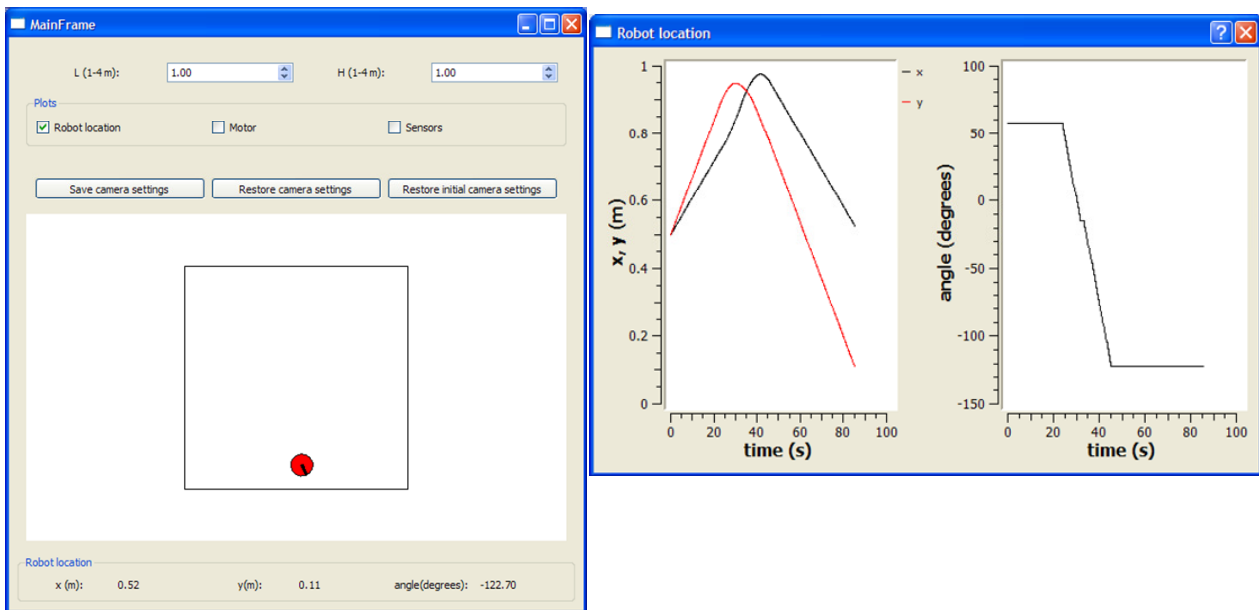 MainFrame
L (1-4 m): 1.00 H (1-4 m): 1.00
Plots
Robot location Motor Sensors
Save camera settings Restore camera settings Restore initial camera settings
Robot location
x (m): 0.52 y(m): 0.11 angle(degrees): -122.70
Robot location
x, y (m)
1
0.8
0.6
0.4
0.2
0
0 20 40 60 80 100
time (s)
x
y
angle (degrees)
100
50
0
-50
-100
-150
0 20 40 60 80 100
time (s)